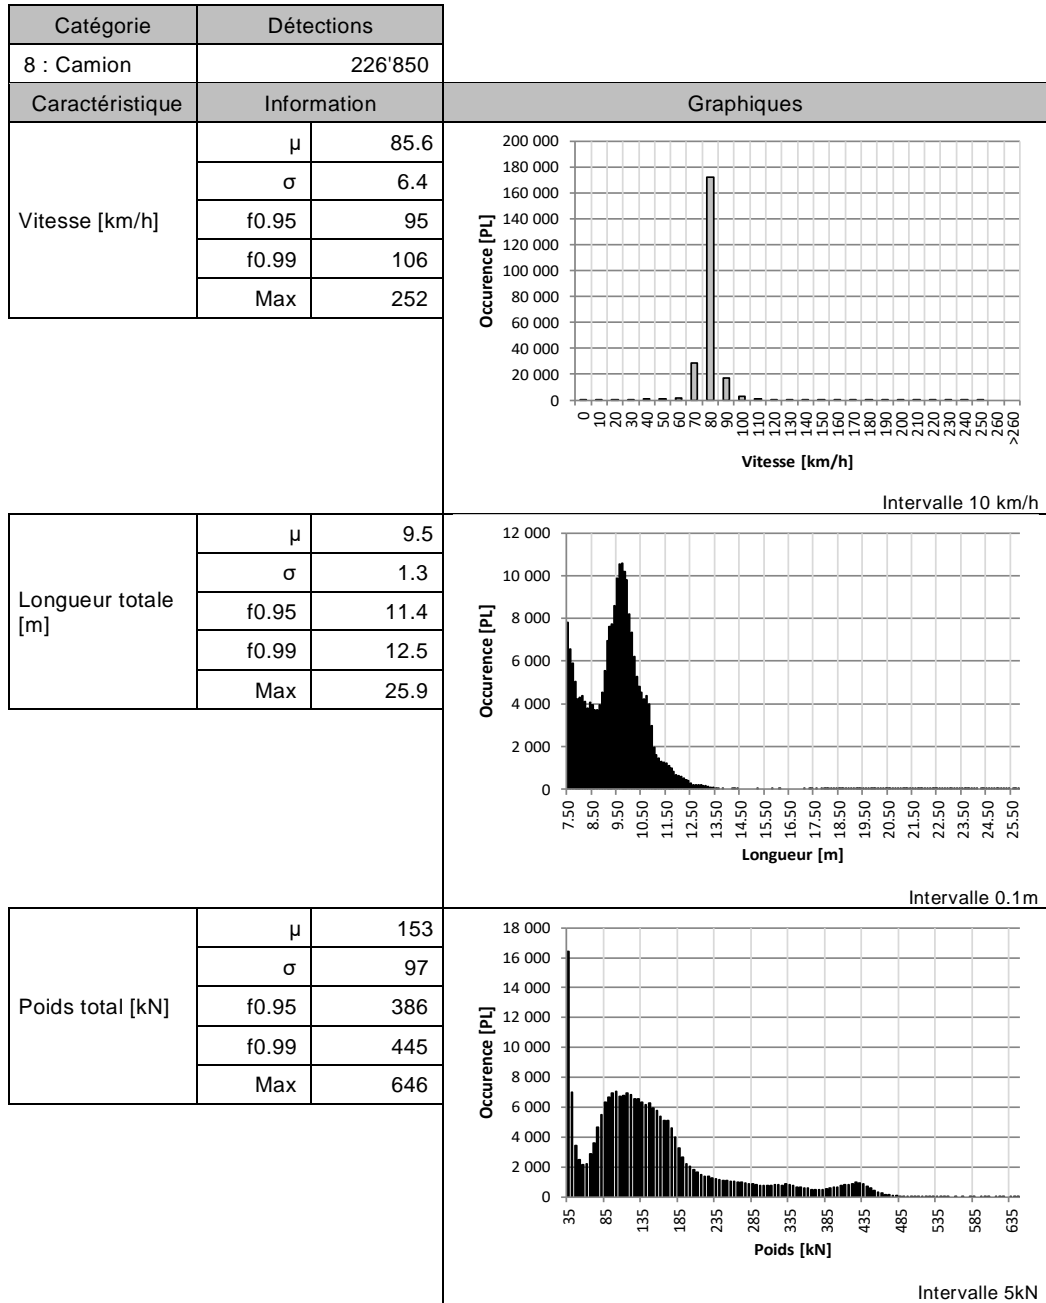 Catégorie Détections
8 : Camion 226'850
Caractéristique Information Graphiques
Vitesse [km/h]
µ 85.6
σ 6.4
f0.95 95
f0.99 106
Max 252
200 000
180 000
160 000
140 000
120 000
100 000
80 000
60 000
40 000
20 000
0
Occurence [PL]
0 10 20 30 40 50 60 70 80 90 100 110 120 130 140 150 160 170 180 190 200 210 220 230 240 250 260 >260
Vitesse [km/h]
Intervalle 10 km/h
Longueur totale
[m]
µ 9.5
σ 1.3
f0.95 11.4
f0.99 12.5
Max 25.9
12 000
10 000
8 000
6 000
4 000
2 000
0
Occurence [PL]
7.50 8.50 9.50 10.50 11.50 12.50 13.50 14.50 15.50 16.50 17.50 18.50 19.50 20.50 21.50 22.50 23.50 24.50 25.50
Longueur [m]
Intervalle 0.1m
Poids total [kN]
µ 153
σ 97
f0.95 386
f0.99 445
Max 646
18 000
16 000
14 000
12 000
10 000
8 000
6 000
4 000
2 000
0
Occurence [PL]
35 85 135 185 235 285 335 385 435 485 535 585 635
Poids [kN]
Intervalle 5kN